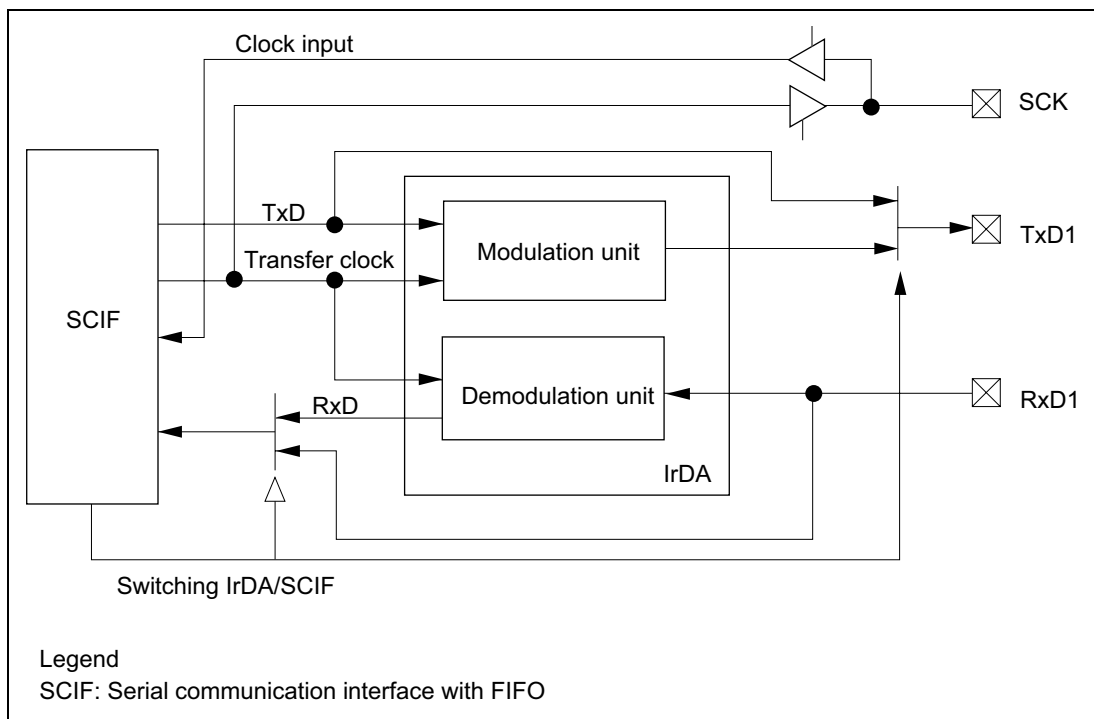 Clock input
SCK
TxD
Modulation unit
TxD1
Transfer clock
SCIF
Demodulation unit
RxD
RxD1
IrDA
Switching IrDA/SCIF
Legend
SCIF: Serial communication interface with FIFO